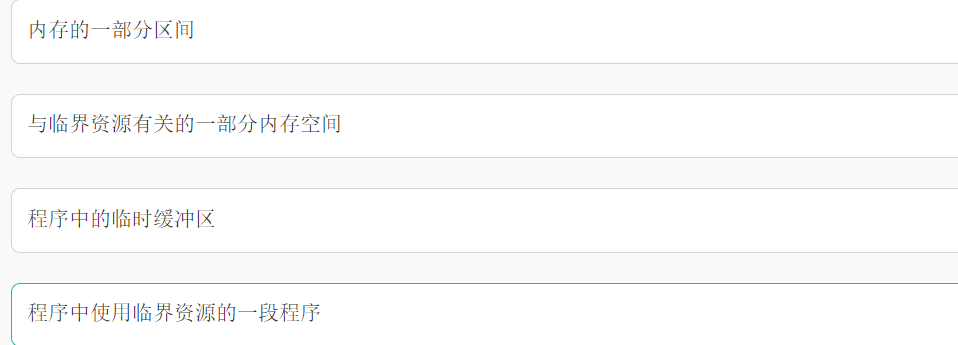 内存的一部分区间
与临界资源有关的一部分内存空间
程序中的临时缓冲区
程序中使用临界资源的一段程序